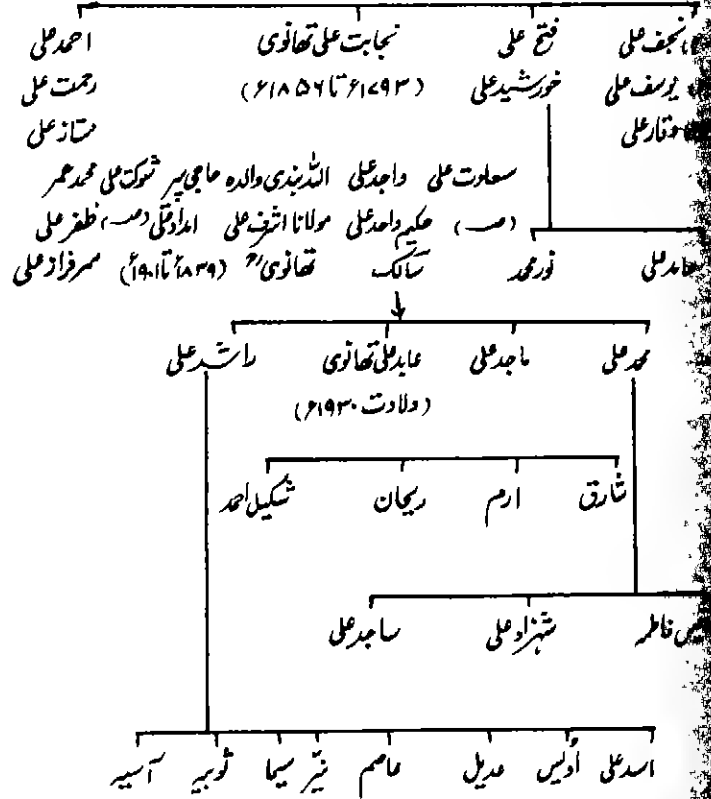 نجف علی فتح علی نجابت علی تھانوی احمد علی
یوسف علی خورشید علی (۱۷۹۳ء تا ۱۸۵۶ء) رحمت علی
وقار علی ممتاز علی
سعادت علی واجد علی اللہ بندی والدہ حاجی پیر شوکت علی محمد عمر
(صـ) حکیم واحد علی مولانا اشرف علی امداد علی (صـ) ظفر علی
عابد علی نور محمد سالک تھانویؒ (۱۸۳۹ء تا ۱۹۰۱ء) سرفراز علی
محمد علی ماجد علی عابد علی تھانوی راشد علی
(ولادت ۱۹۳۰ء)
شارق ارم ریحان شکیل احمد
فاطمہ شہزاد علی ساجد علی
اسد علی اُویس عدیل عاصم نیّر سیما ثوبیہ آسیہ